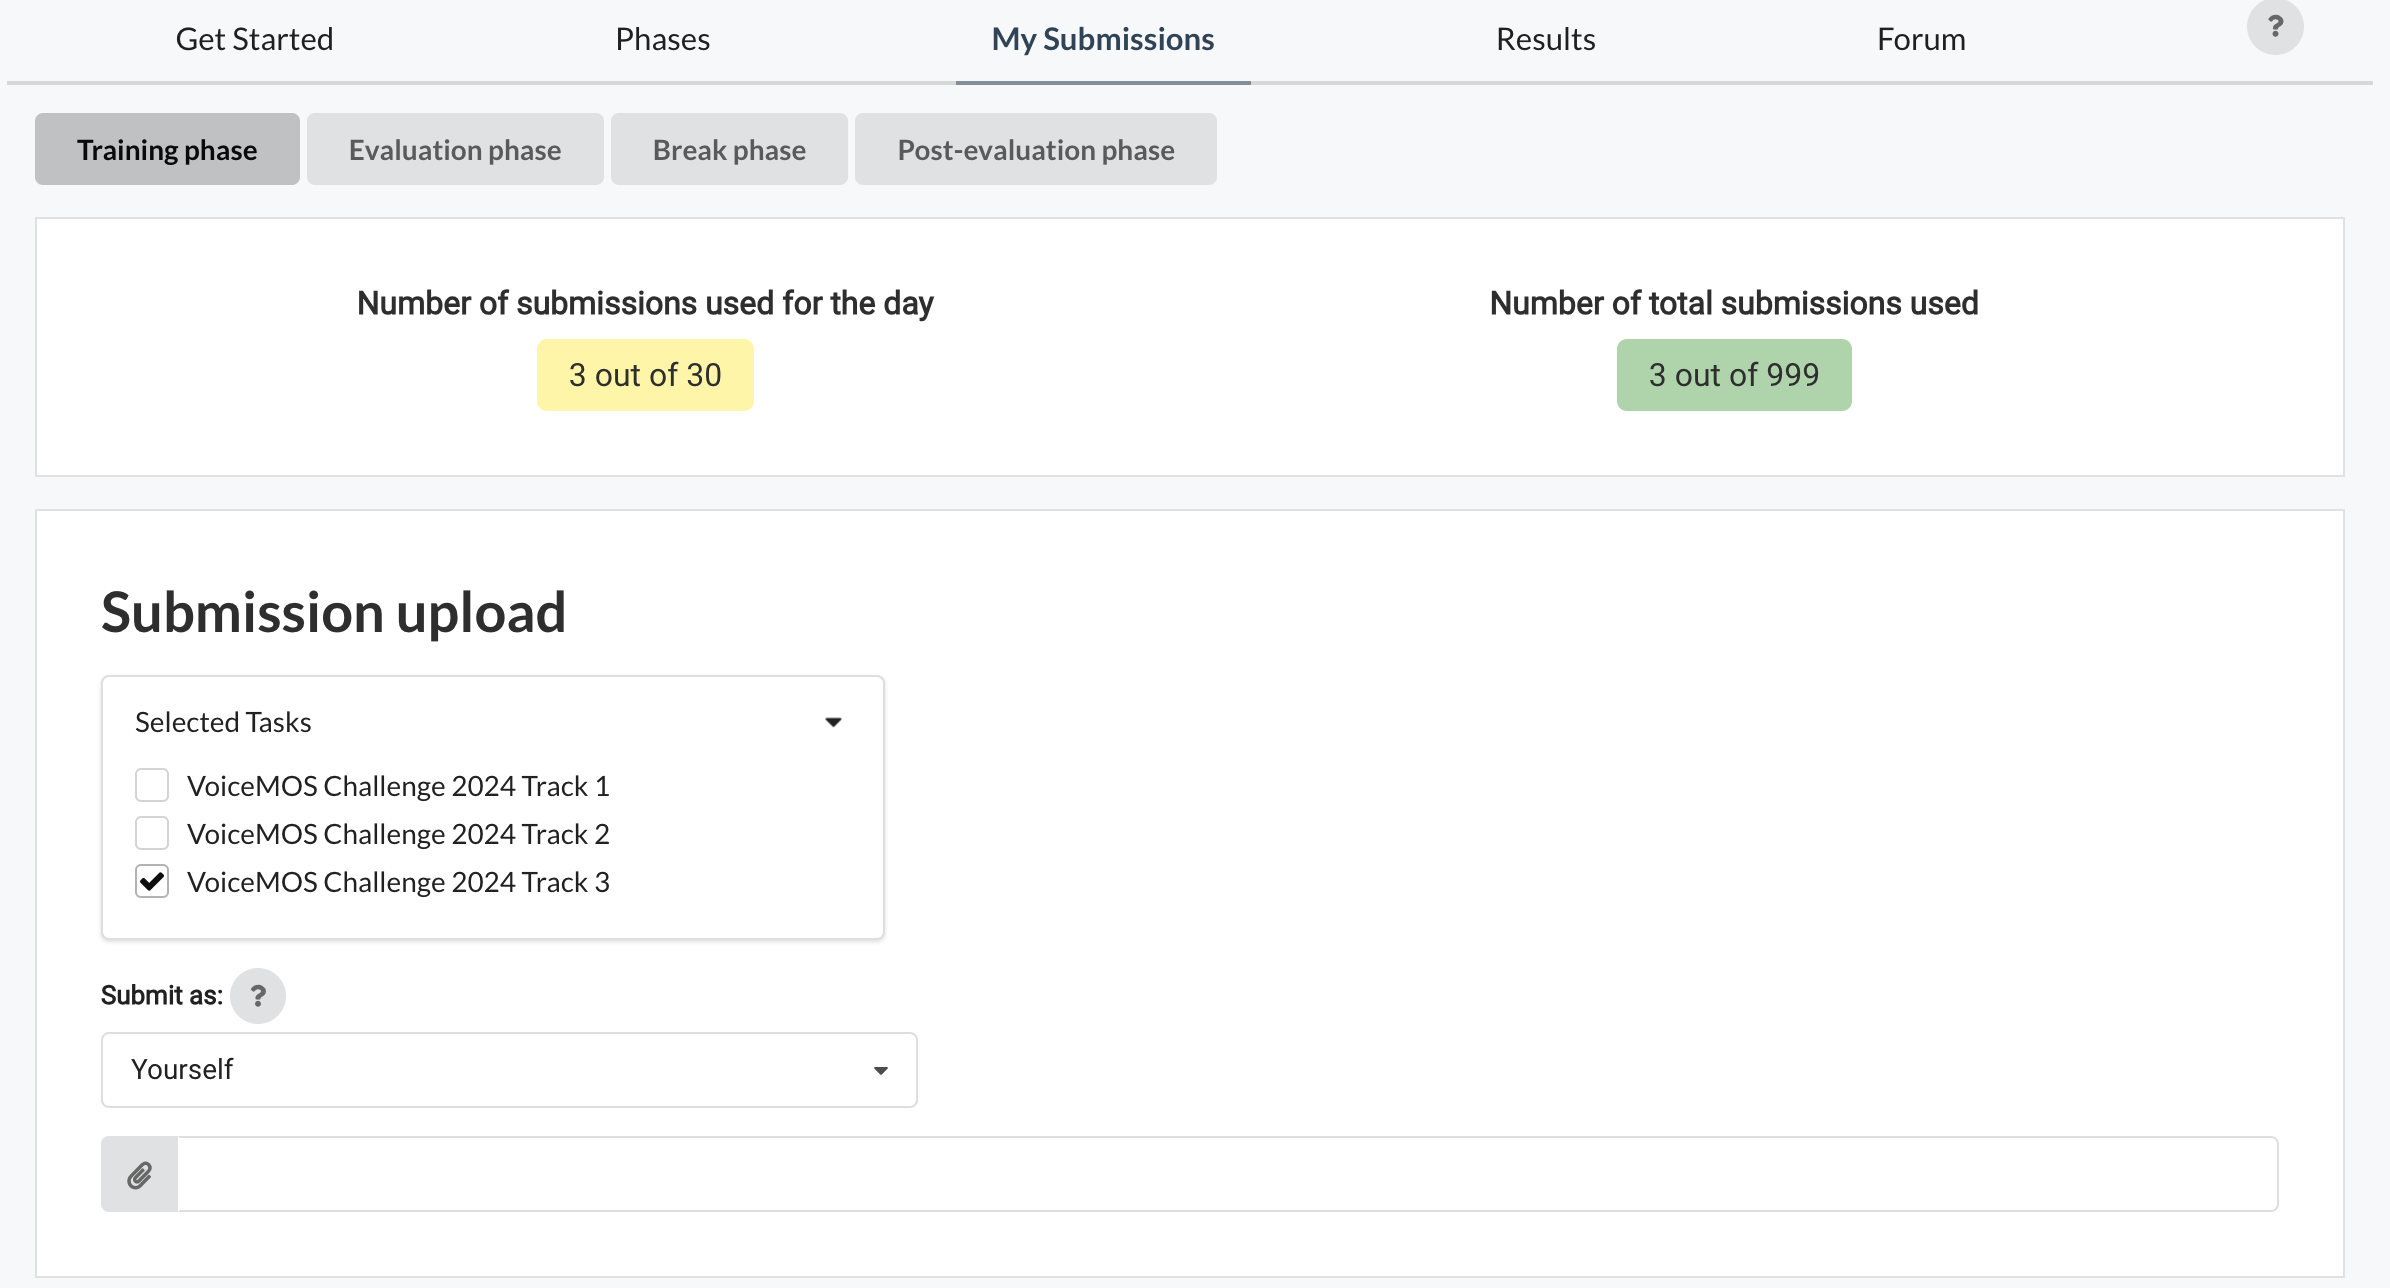 Get Started Phases My Submissions Results Forum ?
Training phase Evaluation phase Break phase Post-evaluation phase
Number of submissions used for the day
3 out of 30
Number of total submissions used
3 out of 999
Submission upload
Selected Tasks
VoiceMOS Challenge 2024 Track 1
VoiceMOS Challenge 2024 Track 2
VoiceMOS Challenge 2024 Track 3
Submit as: ?
Yourself